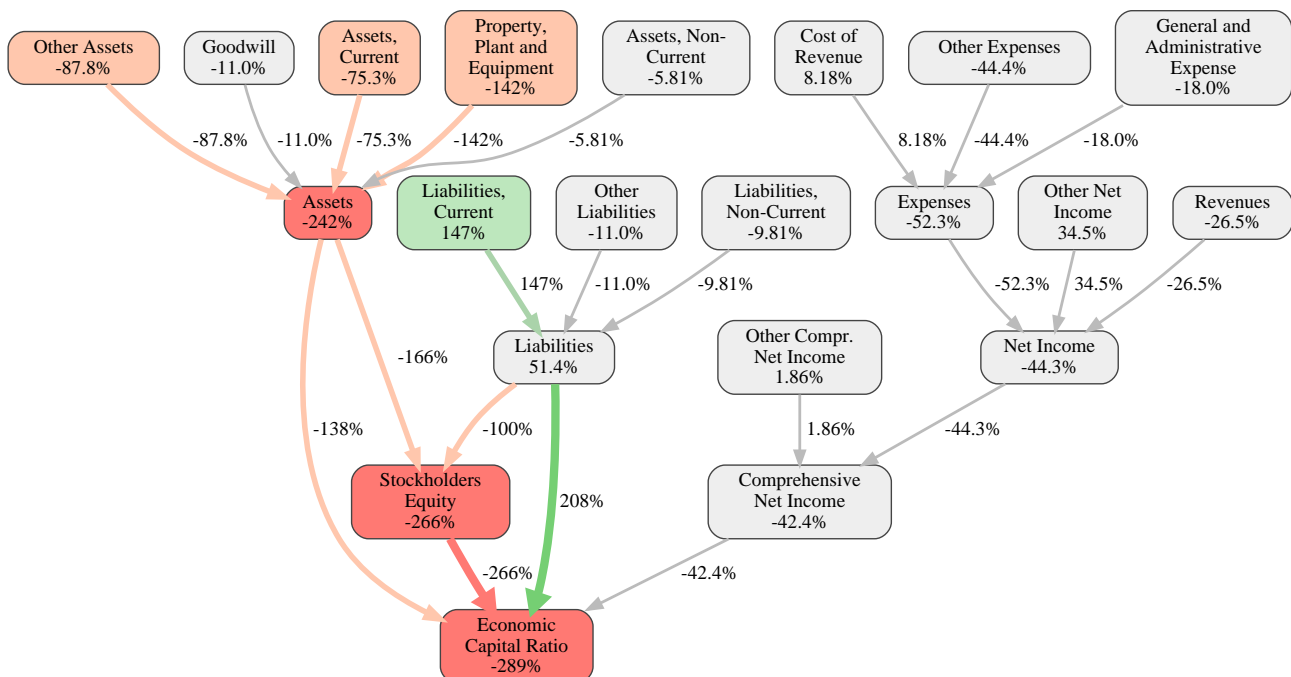 Other Assets
-87.8%
Goodwill
-11.0%
Assets,
Current
-75.3%
Property,
Plant and
Equipment
-142%
Assets, Non-
Current
-5.81%
Cost of
Revenue
8.18%
Other Expenses
-44.4%
General and
Administrative
Expense
-18.0%
-87.8%
-11.0%
-75.3%
-142%
-5.81%
8.18%
-44.4%
-18.0%
Assets
-242%
Liabilities,
Current
147%
Other
Liabilities
-11.0%
Liabilities,
Non-Current
-9.81%
Expenses
-52.3%
Other Net
Income
34.5%
Revenues
-26.5%
147%
-11.0%
-9.81%
-52.3%
34.5%
-26.5%
-166%
Liabilities
51.4%
Other Compr.
Net Income
1.86%
Net Income
-44.3%
-138%
-100%
1.86%
-44.3%
Stockholders
Equity
-266%
208%
Comprehensive
Net Income
-42.4%
-266%
-42.4%
Economic
Capital Ratio
-289%